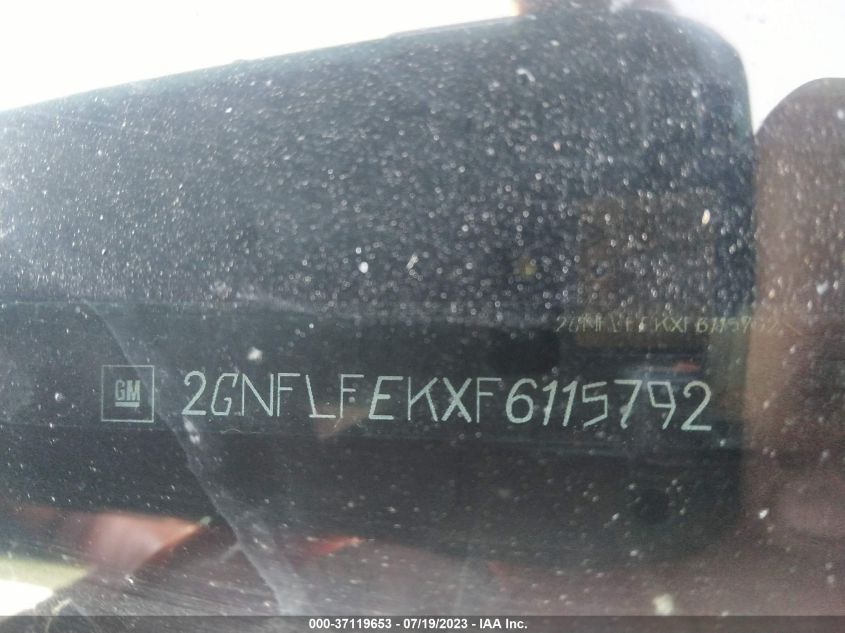 GM 2GNFLFEKXF6115792
000-37119653 - 07/19/2023 - IAA Inc.